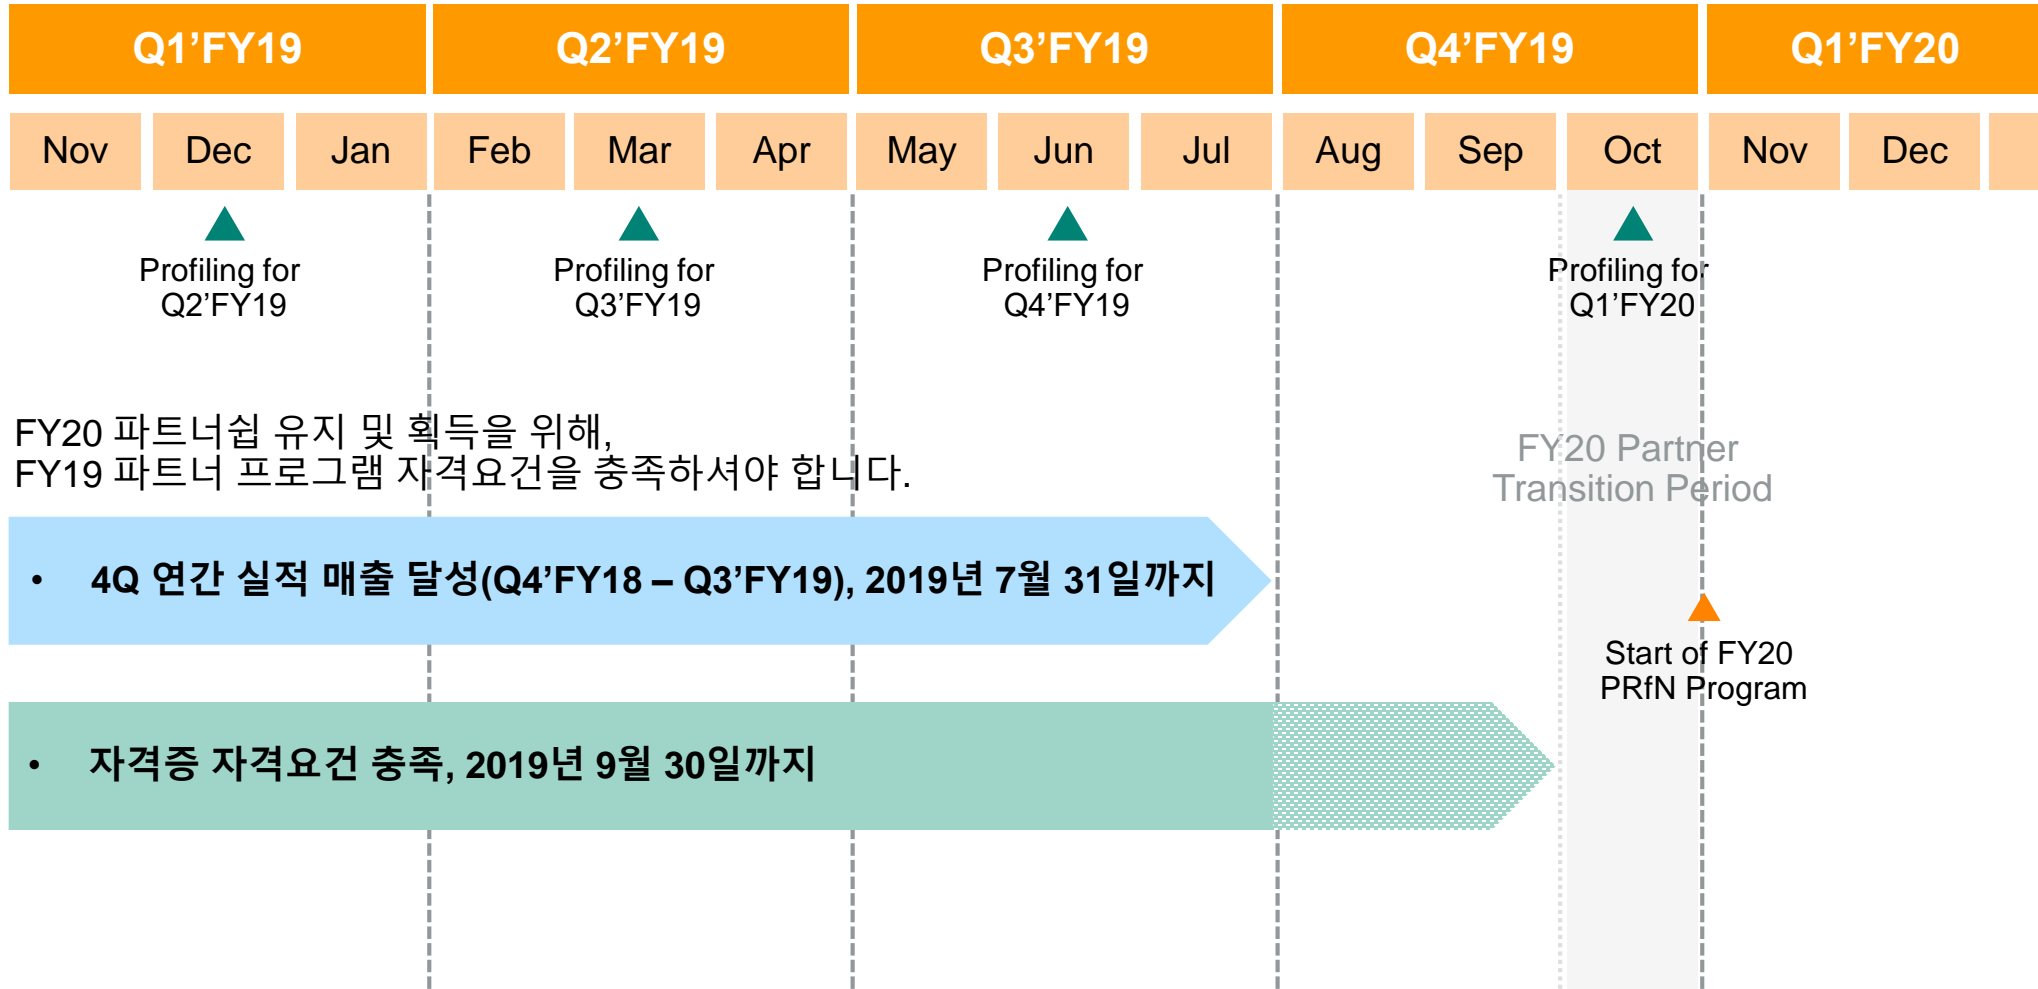 Q1’FY19 Q2’FY19 Q3’FY19 Q4’FY19 Q1’FY20
Nov Dec Jan Feb Mar Apr May Jun Jul Aug Sep Oct Nov Dec
Profiling for
Q2’FY19
Profiling for
Q3’FY19
Profiling for
Q4’FY19
Profiling for
Q1’FY20
FY20 파트너쉽 유지 및 획득을 위해,
FY19 파트너 프로그램 자격요건을 충족하셔야 합니다.
FY20 Partner
Transition Period
• 4Q 연간 실적 매출 달성(Q4’FY18 – Q3’FY19), 2019년 7월 31일까지
Start of FY20
PRfN Program
• 자격증 자격요건 충족, 2019년 9월 30일까지